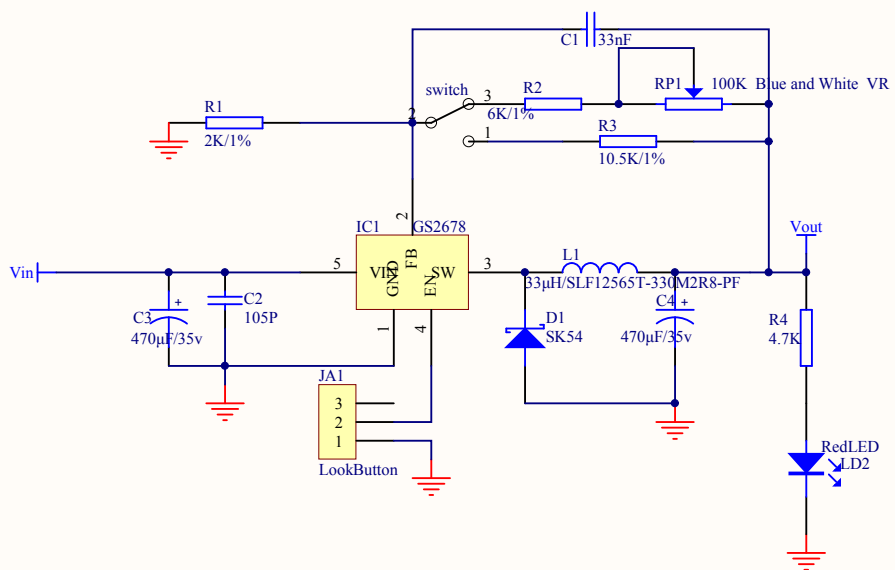 C1
33nF
switch
R2
RP1
100K Blue and White VR
3
6K/1%
R1
2K/1%
2
1
R3
10.5K/1%
2
IC1
GS2678
Vout
Vin
5
VIN
GND
FB
EN
SW
3
L1
33μH/SLF12565T-330M2R8-PF
C3
470μF/35v
C2
105P
1
4
D1
SK54
C4
470μF/35v
R4
4.7K
JA1
3
2
1
LookButton
RedLED
LD2